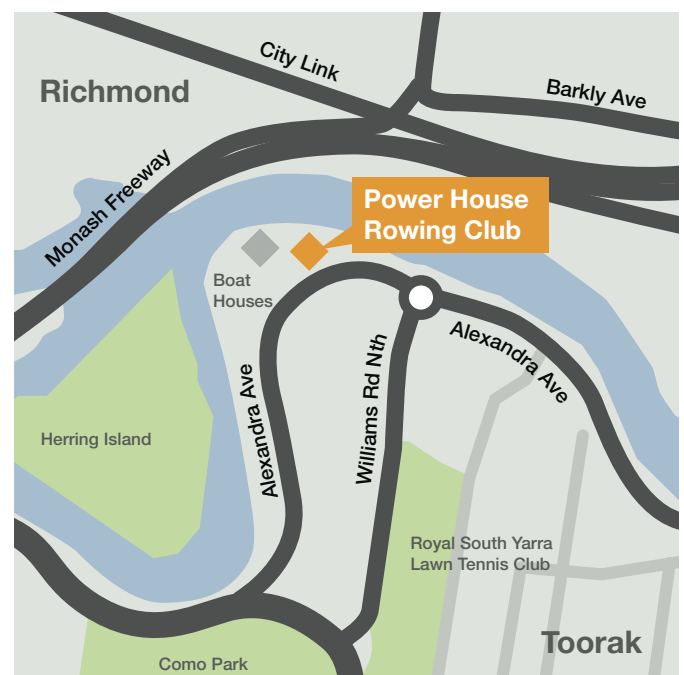 City Link
Richmond
Barkly Ave
Monash Freeway
Power House
Rowing Club
Boat
Houses
Alexandra Ave
Williams Rd Nth
Alexandra Ave
Herring Island
Royal South Yarra
Lawn Tennis Club
Toorak
Como Park